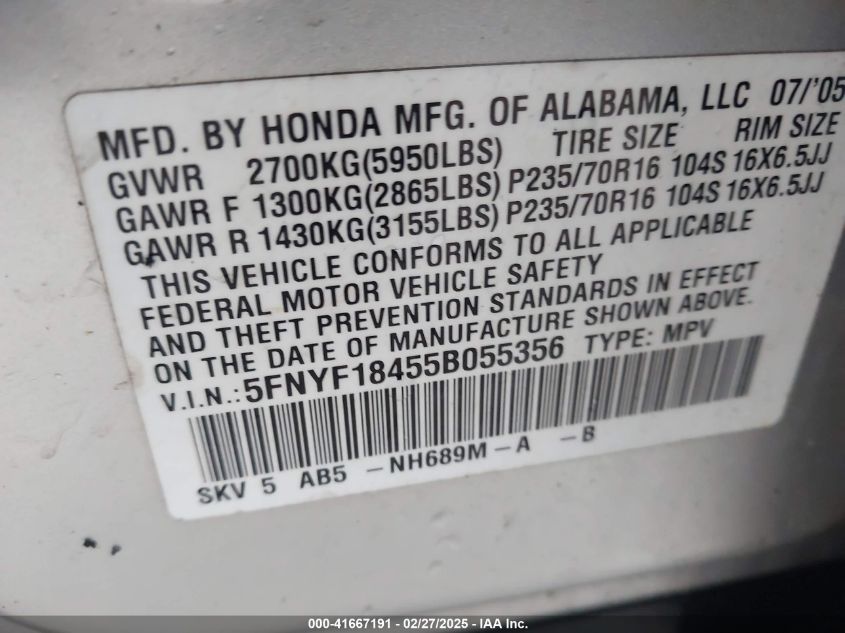 MFD. BY HONDA MFG. OF ALABAMA, LLC 07/'05
GVWR 2700KG(5950LBS) TIRE SIZE RIM SIZE
GAWR F 1300KG(2865LBS) P235/70R16 104S 16X6.5JJ
GAWR R 1430KG(3155LBS) P235/70R16 104S 16X6.5JJ
THIS VEHICLE CONFORMS TO ALL APPLICABLE
FEDERAL MOTOR VEHICLE SAFETY
AND THEFT PREVENTION STANDARDS IN EFFECT
ON THE DATE OF MANUFACTURE SHOWN ABOVE.
V.I.N.:5FNYF18455B055356 TYPE: MPV
SKV 5 AB5 -NH689M-A -B
000-41667191 - 02/27/2025 - IAA Inc.